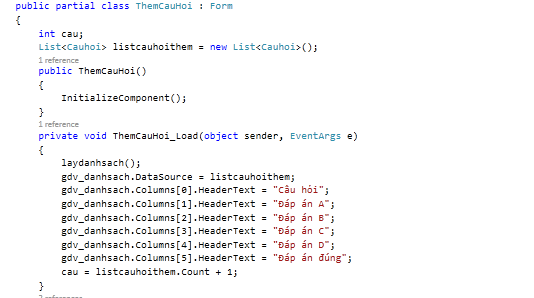 public partial class ThemCauHoi : Form
{
int cau;
List<Cauhoi> listcauhoithem = new List<Cauhoi>();
1 reference
public ThemCauHoi()
{
InitializeComponent();
}
1 reference
private void ThemCauHoi_Load(object sender, EventArgs e)
{
laydanhsach();
gdv_danhsach.DataSource = listcauhoithem;
gdv_danhsach.Columns[0].HeaderText = "Câu hỏi";
gdv_danhsach.Columns[1].HeaderText = "Đáp án A";
gdv_danhsach.Columns[2].HeaderText = "Đáp án B";
gdv_danhsach.Columns[3].HeaderText = "Đáp án C";
gdv_danhsach.Columns[4].HeaderText = "Đáp án D";
gdv_danhsach.Columns[5].HeaderText = "Đáp án đúng";
cau = listcauhoithem.Count + 1;
}